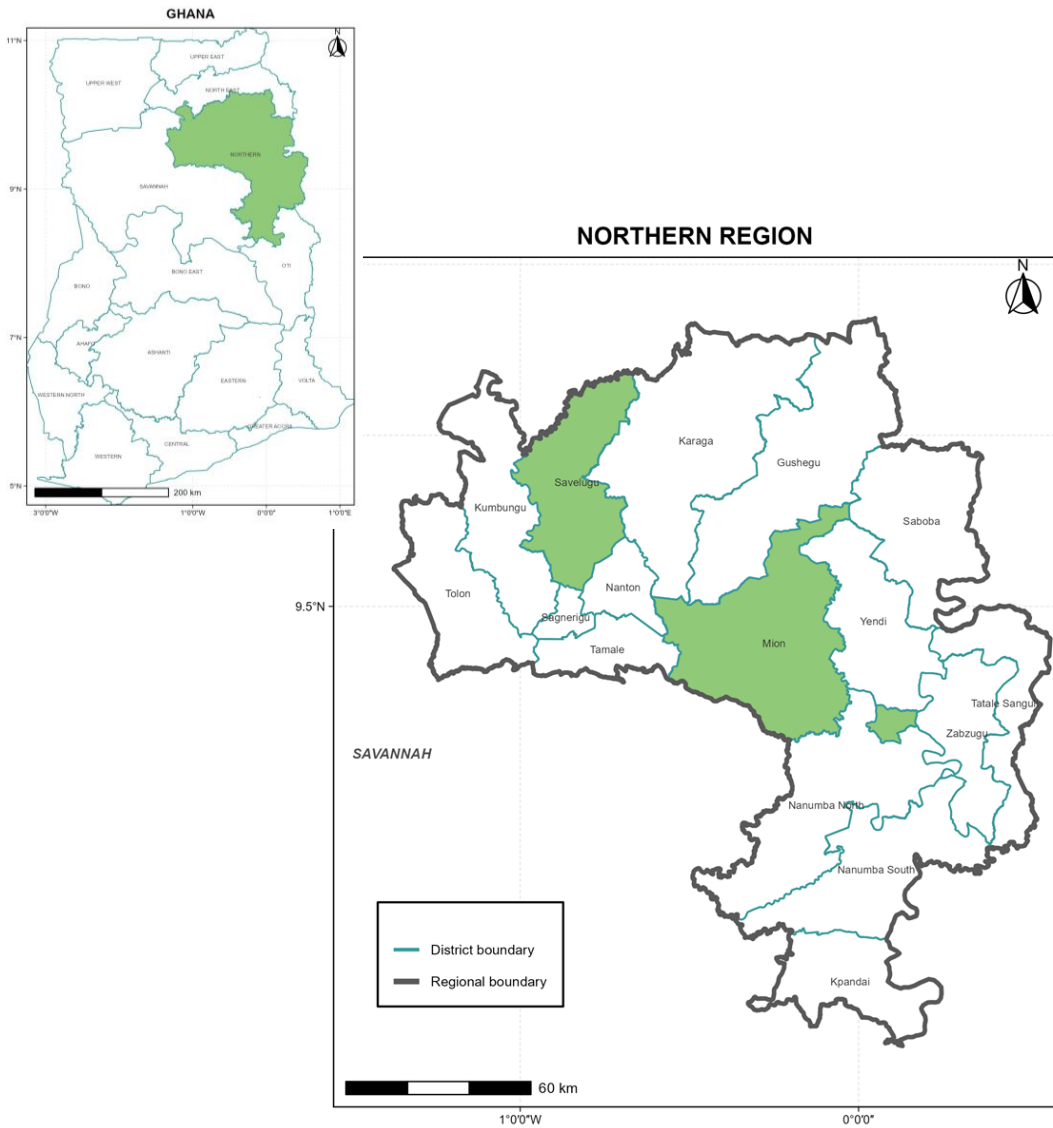 GHANA
11°N
N
UPPER EAST
UPPER WEST
NORTH EAST
NORTHERN
9°N
SAVANNAH
OTI
BONO EAST
BONO
7°N
AHAFO
ASHANTI
EASTERN
VOLTA
WESTERN NORTH
GREATER ACCRA
CENTRAL
WESTERN
5°N
200 km
3°0'0"W
1°0'0"W
0°0'0"
1°0'0"E
NORTHERN REGION
N
Karaga
Gushegu
Savelugu
Kumbungu
Saboba
Tolon
Nanton
9.5°N
Sagnerigu
Yendi
Mion
Tamale
Tatale Sangul
Zabzugu
SAVANNAH
Nanumba North
Nanumba South
District boundary
Regional boundary
Kpandai
60 km
1°0'0"W
0°0'0"